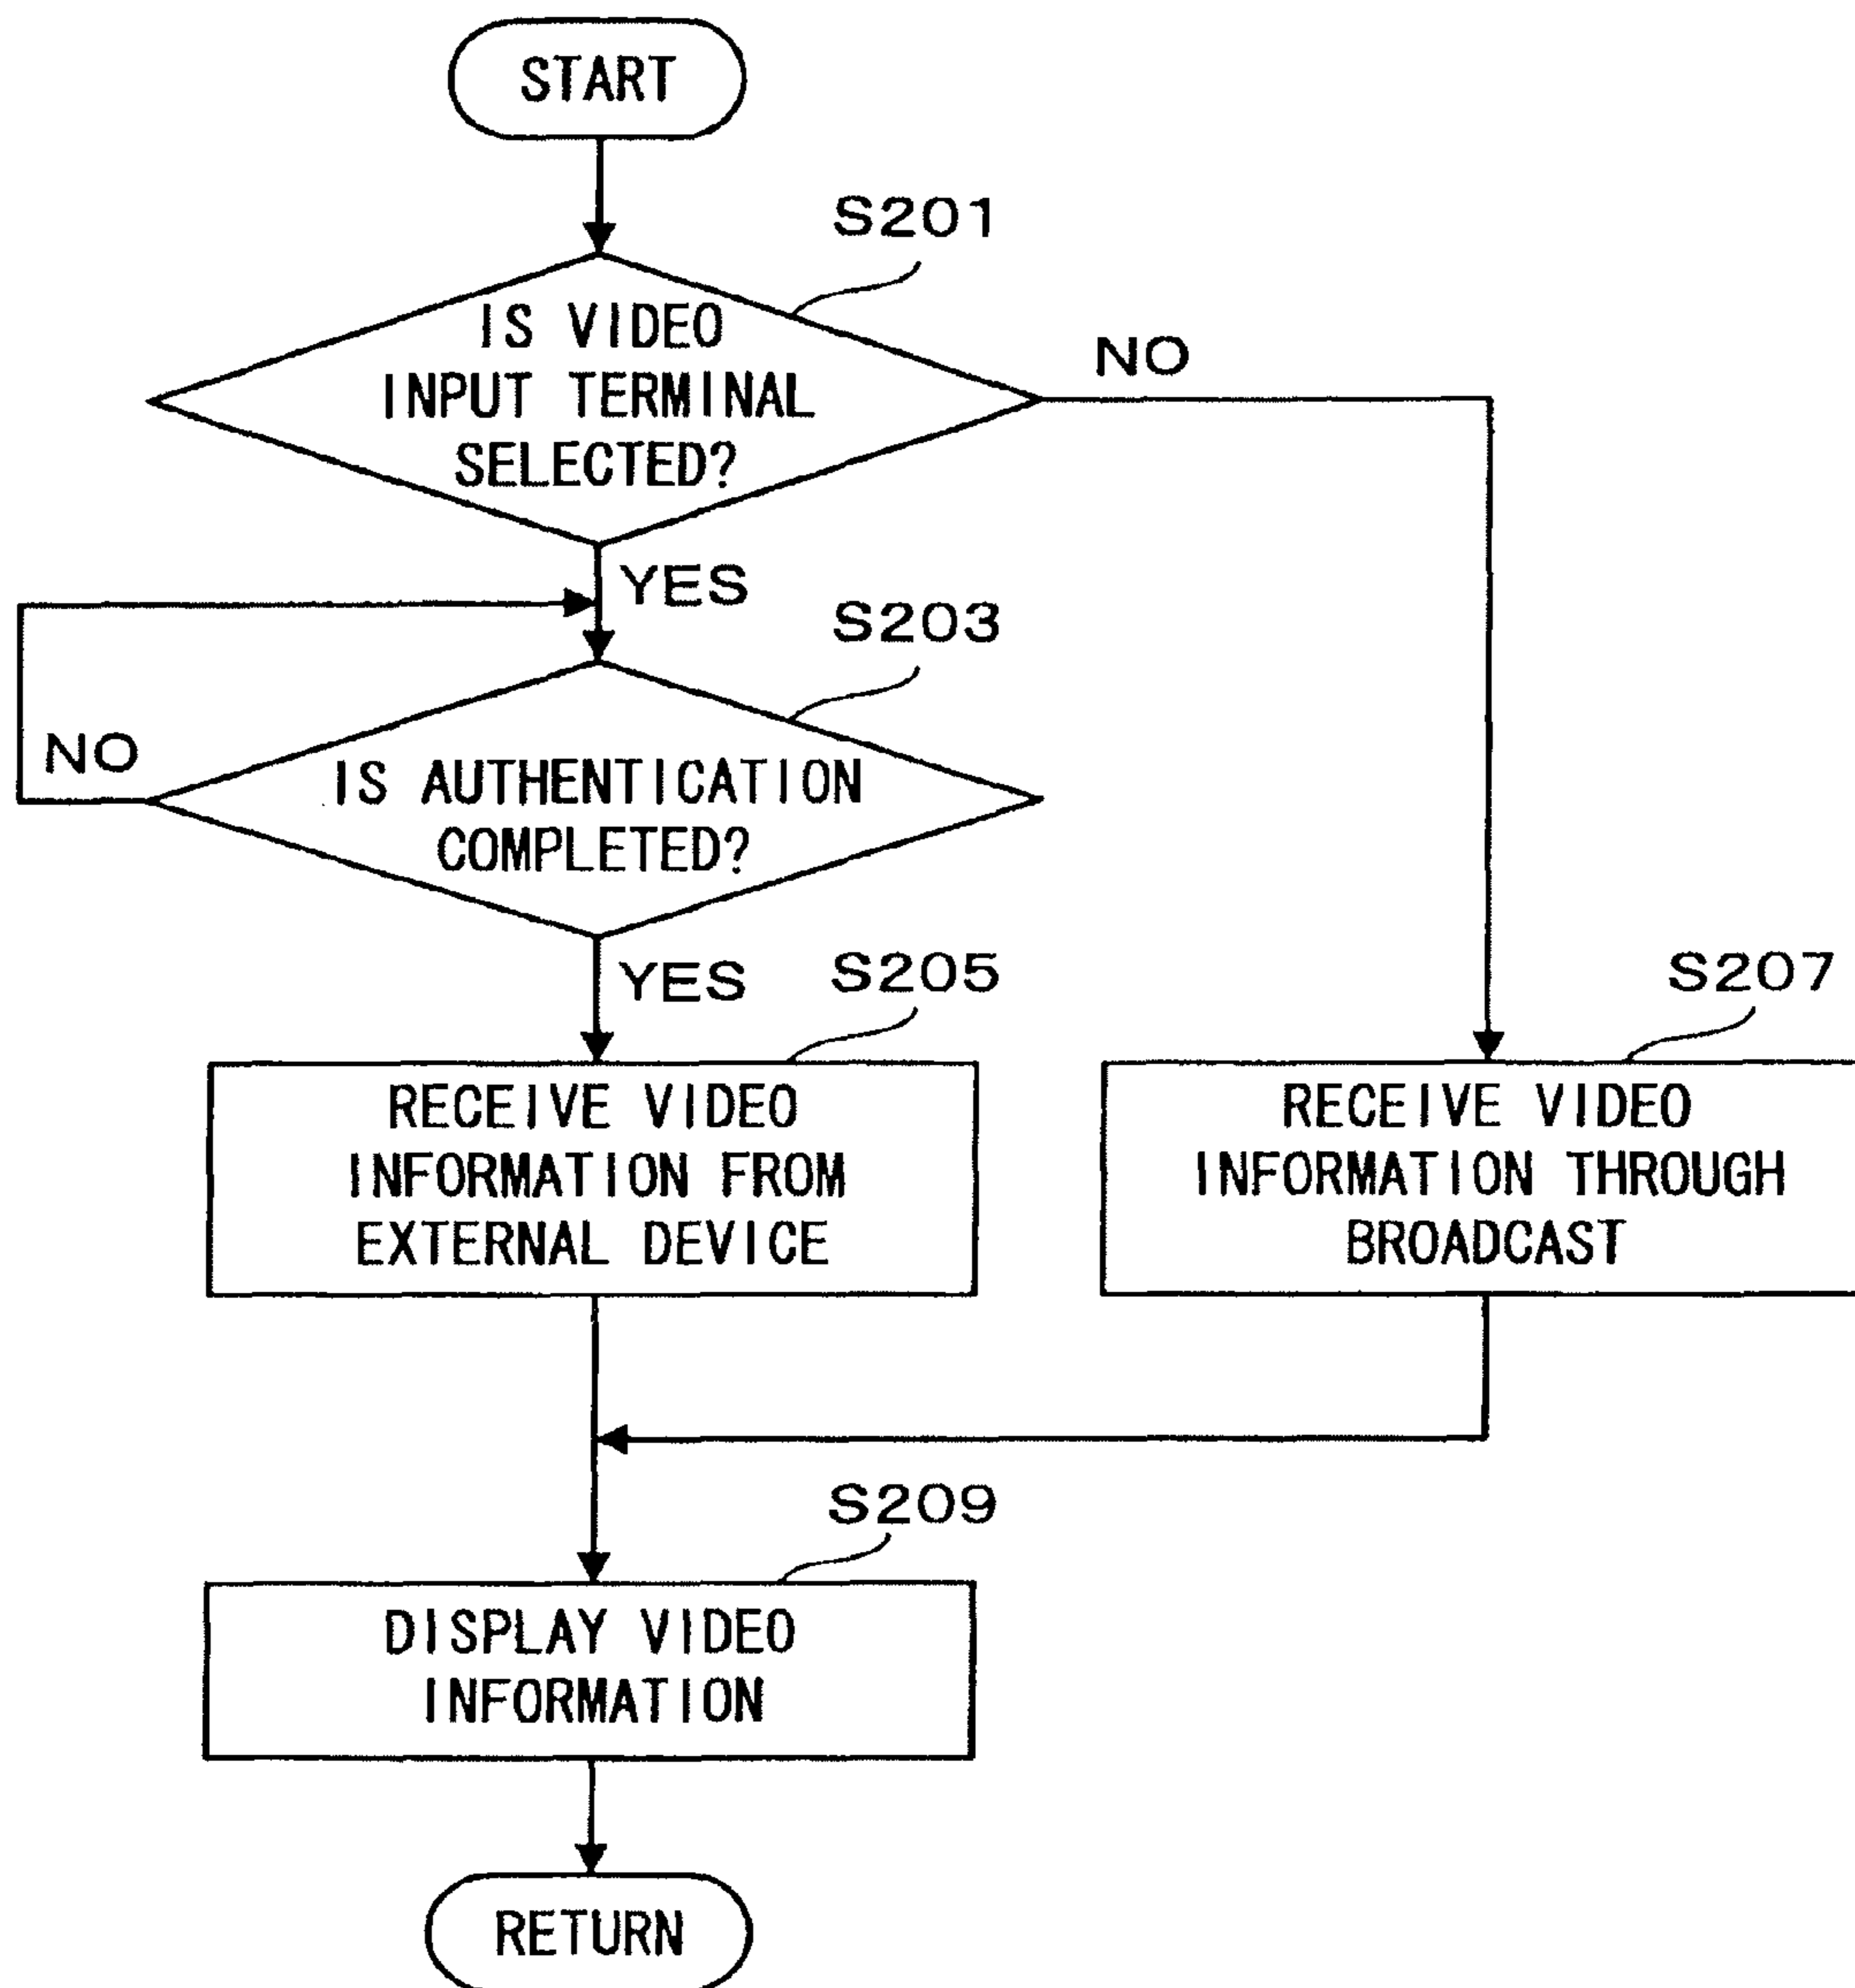 START
S201
IS VIDEO
INPUT TERMINAL
SELECTED?
NO
YES
S203
NO
IS AUTHENTICATION
COMPLETED?
YES
S205
S207
RECEIVE VIDEO
INFORMATION FROM
EXTERNAL DEVICE
RECEIVE VIDEO
INFORMATION THROUGH
BROADCAST
S209
DISPLAY VIDEO
INFORMATION
RETURN